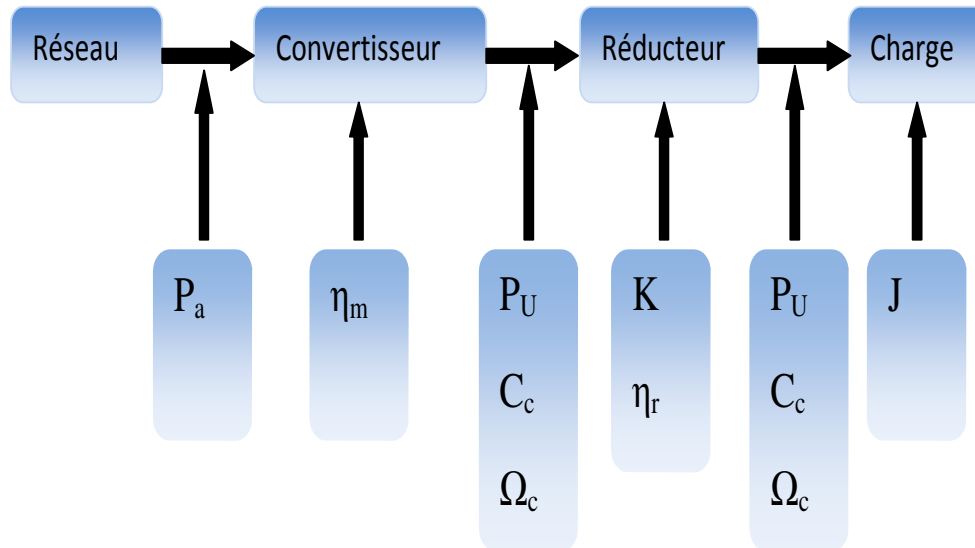 Réseau
Convertisseur
Réducteur
Charge
Pa
ηm
PU
Cc
Ωc
K
ηr
PU
Cc
Ωc
J